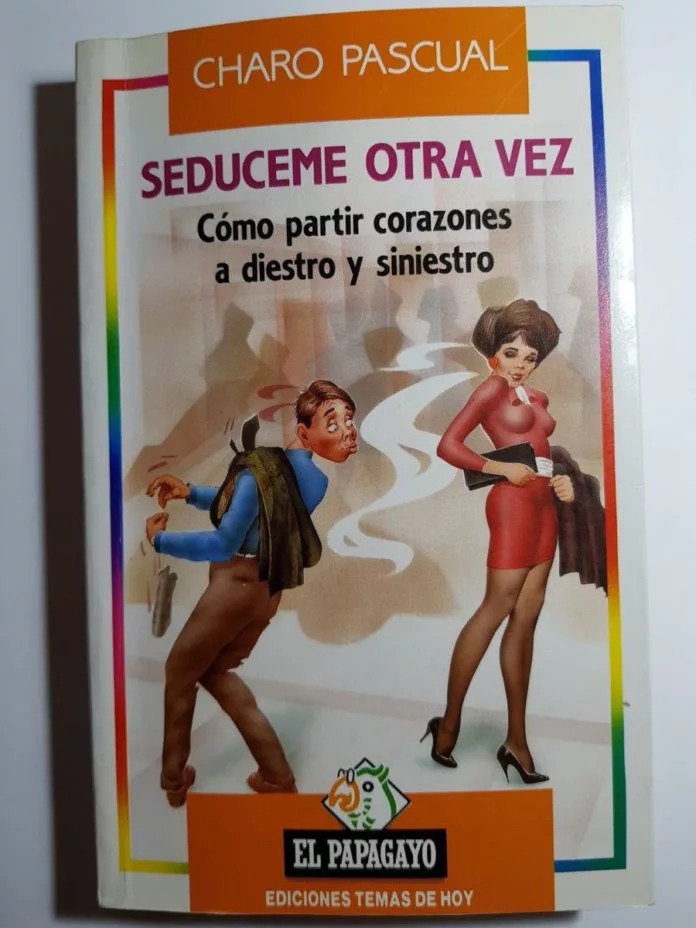 CHARO PASCUAL
SEDUCEME OTRA VEZ
Cómo partir corazones
a diestro y siniestro
EL PAPAGAYO
EDICIONES TEMAS DE HOY